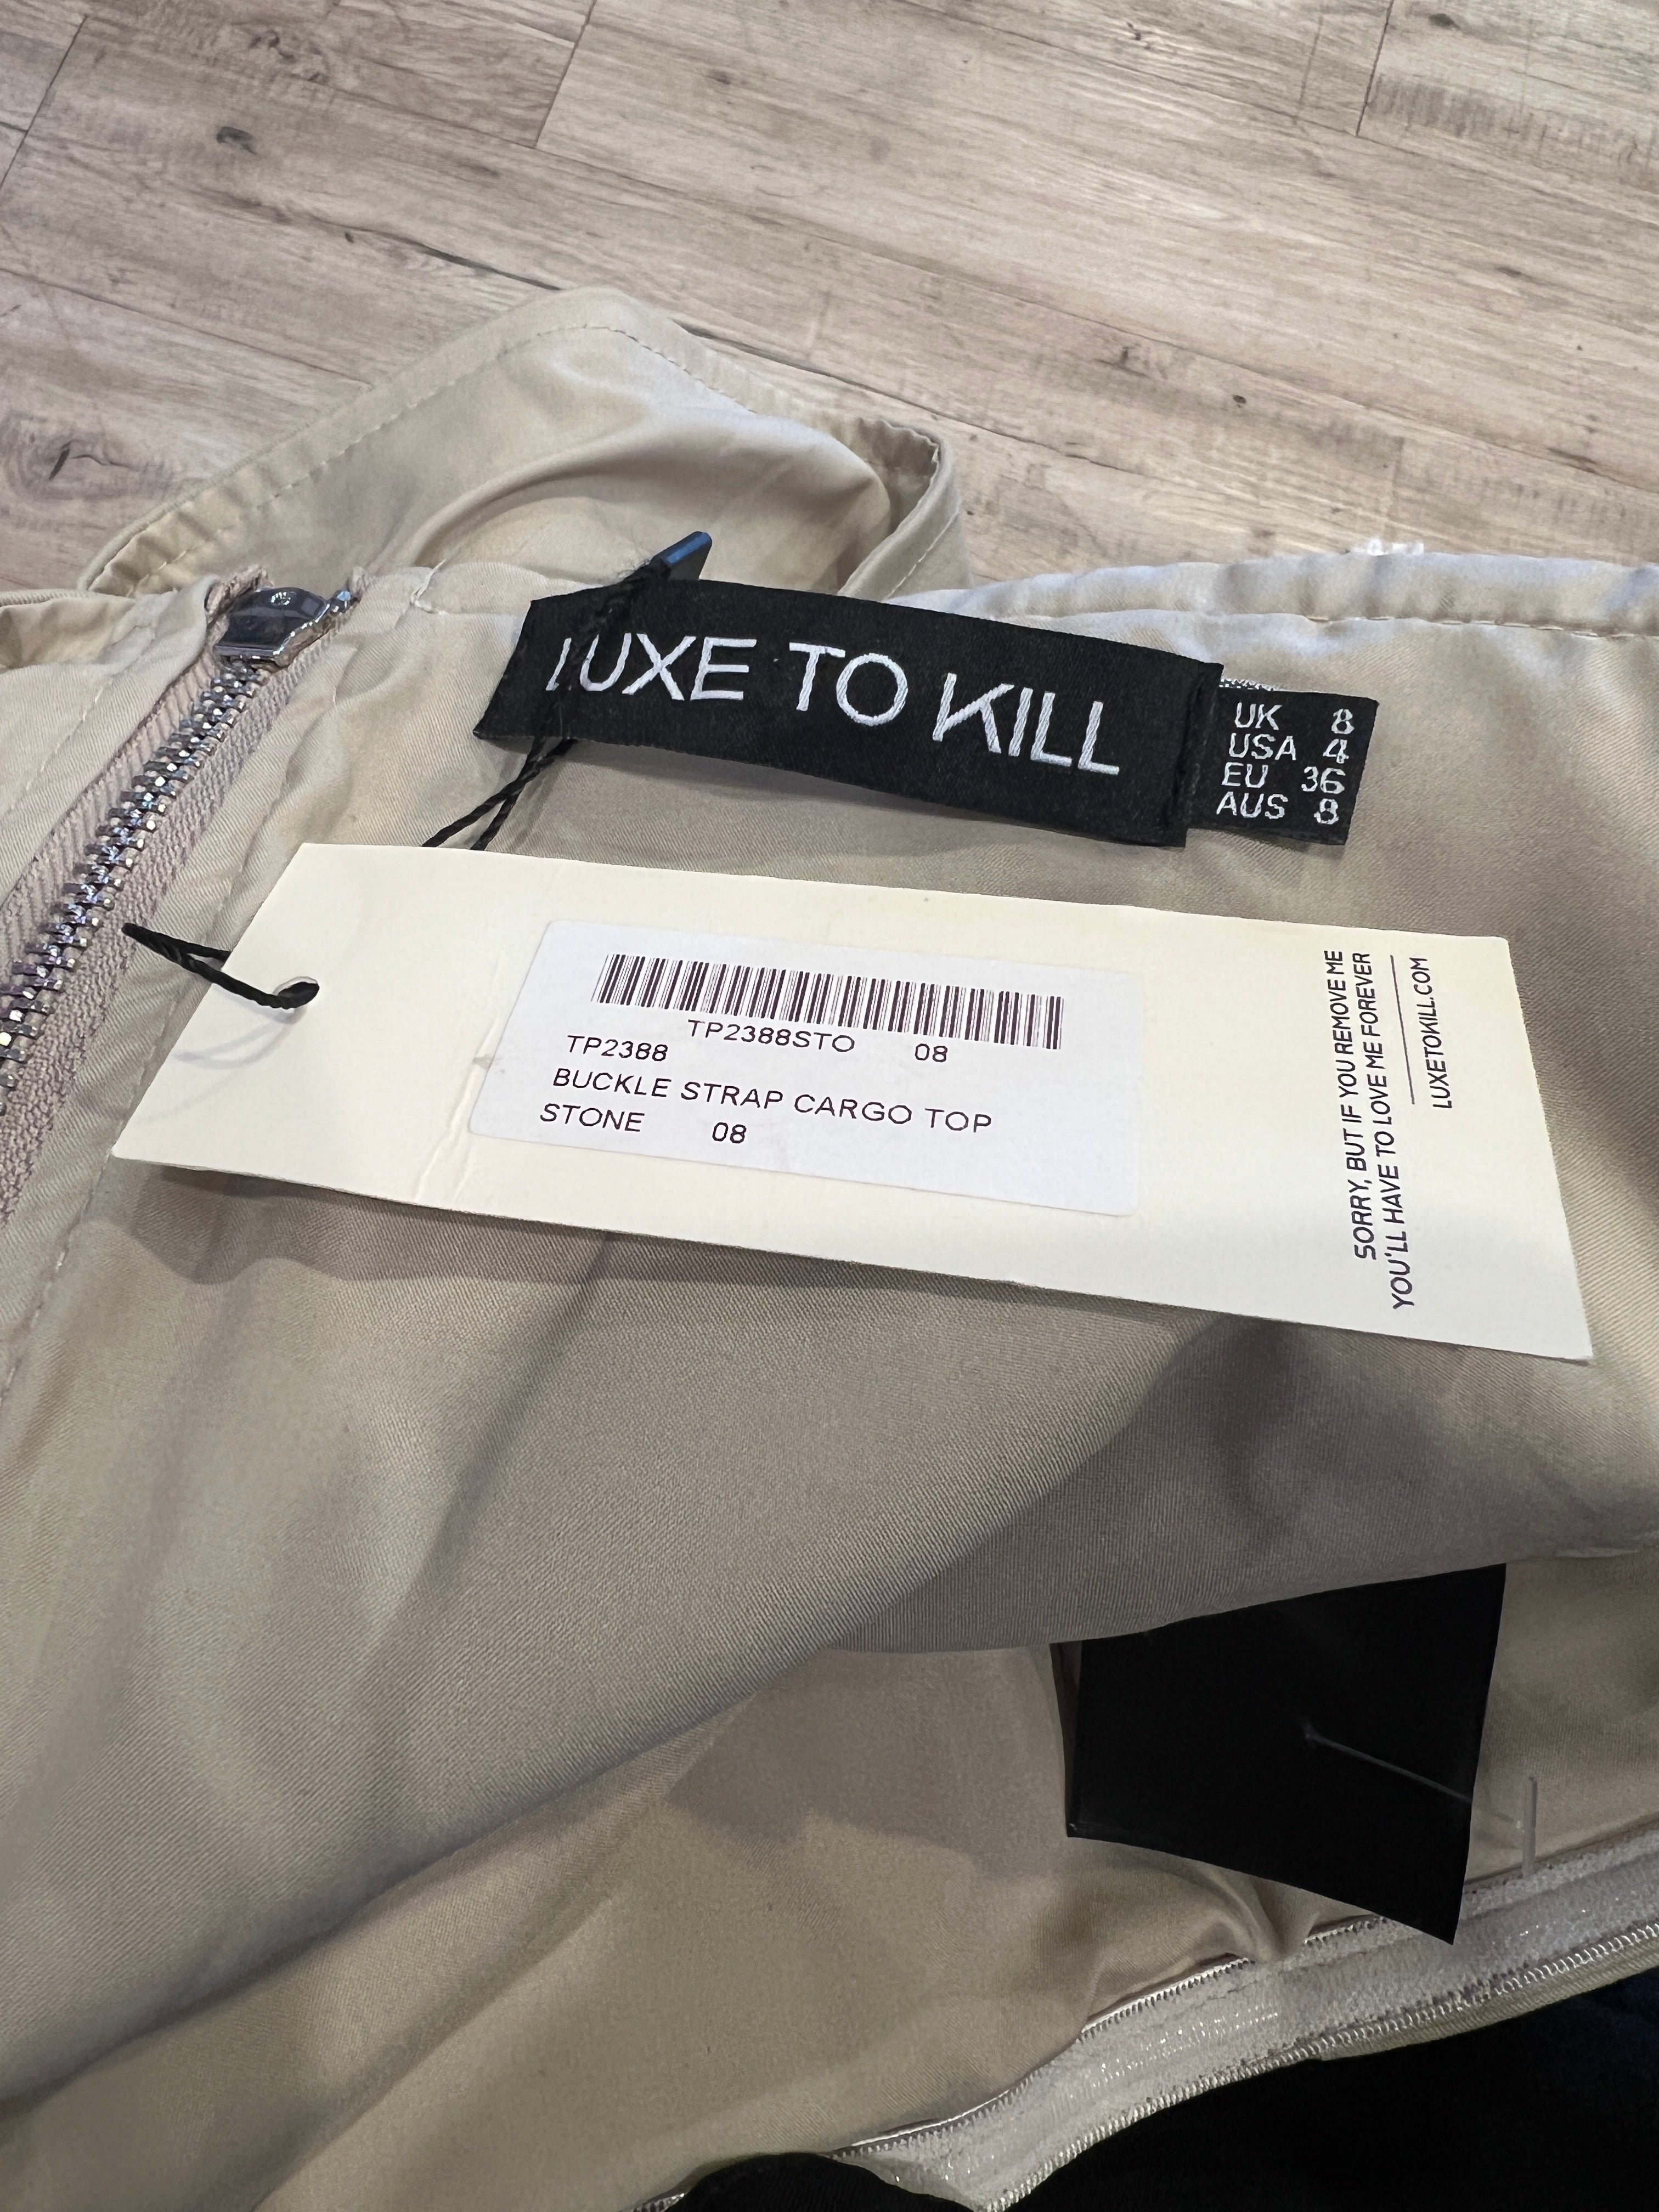 LUXE TO KILL
UK 8
USA 4
EU 36
AUS 8
TP2388STO 08
TP2388
BUCKLE STRAP CARGO TOP
STONE 08
SORRY, BUT IF YOU REMOVE ME
YOU'LL HAVE TO LOVE ME FOREVER
LUXETOKILL.COM